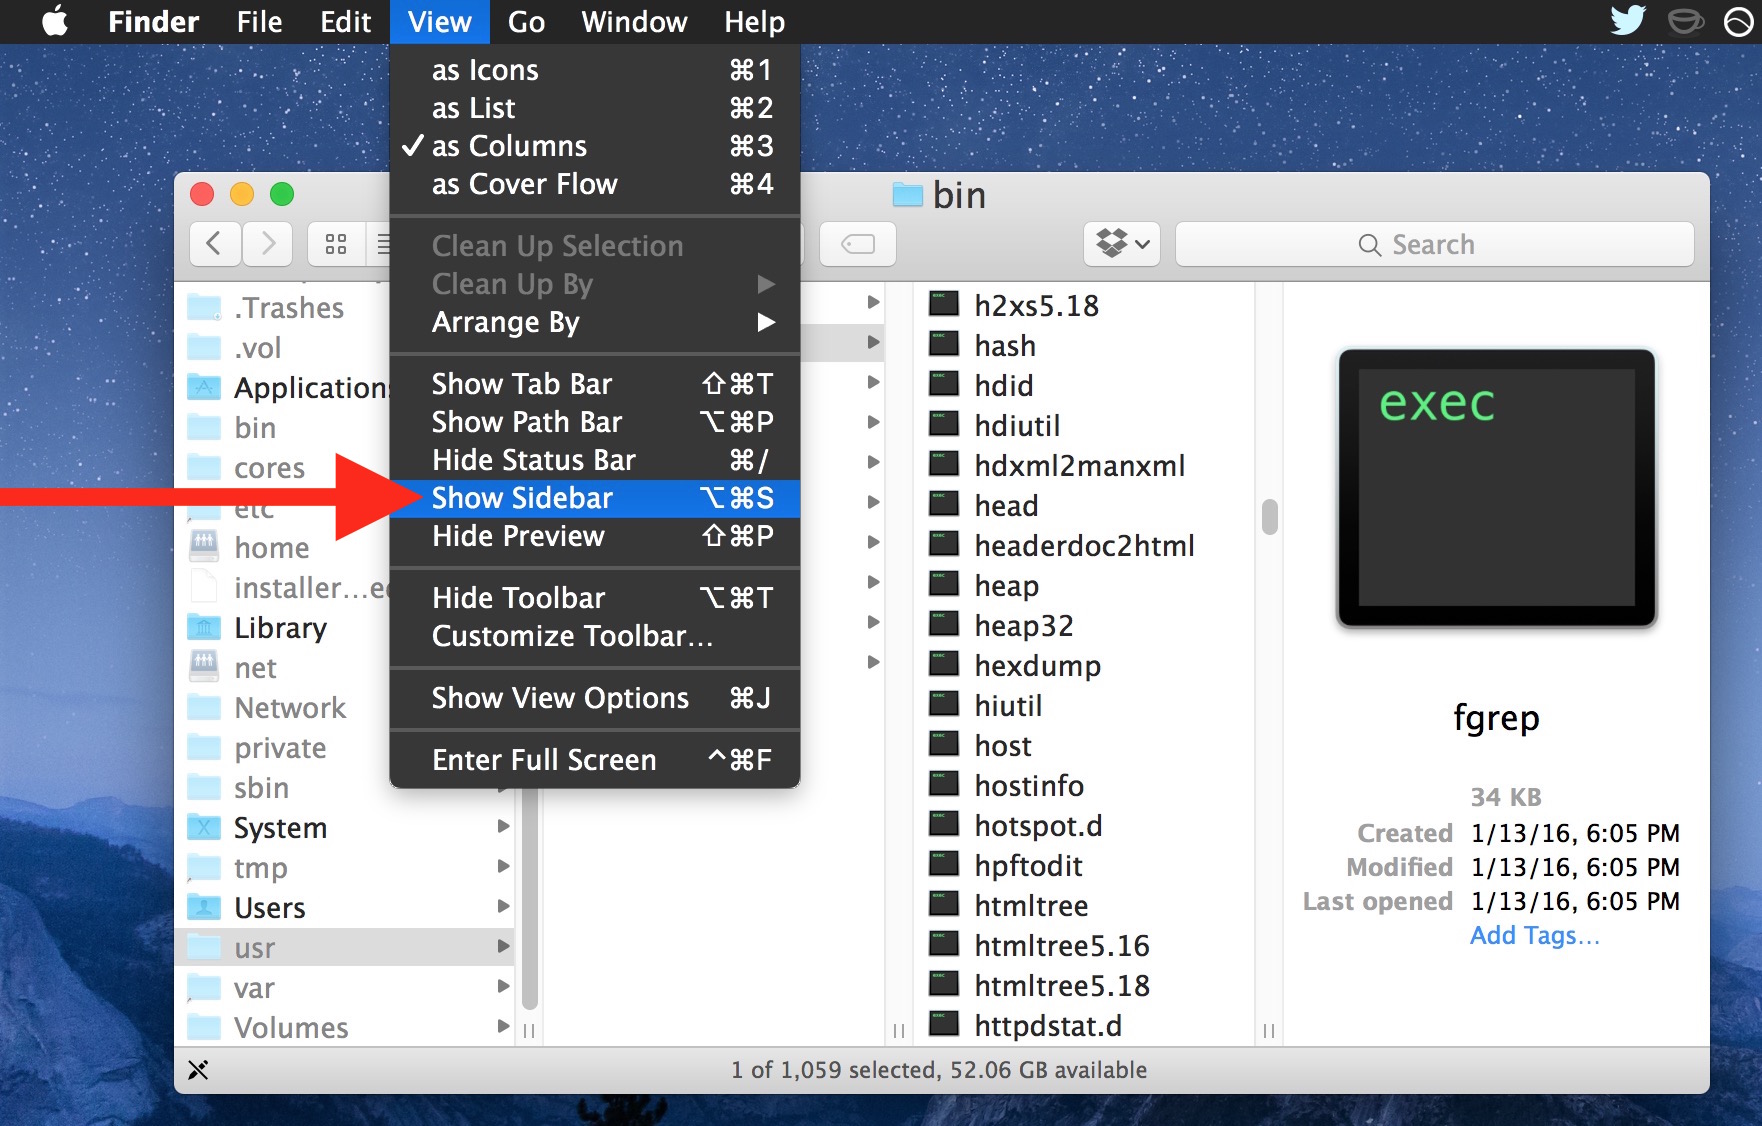 Finder File Edit View Go Window Help
as Icons ⌘1
as List ⌘2
✓ as Columns ⌘3
as Cover Flow ⌘4
Clean Up Selection
Clean Up By
Arrange By
Show Tab Bar ⇧⌘T
Show Path Bar ⌥⌘P
Hide Status Bar ⌘/
Show Sidebar ⌥⌘S
Hide Preview ⇧⌘P
Hide Toolbar ⌥⌘T
Customize Toolbar...
Show View Options ⌘J
Enter Full Screen ^⌘F
bin
Search
.Trashes
.vol
Applications
bin
cores
etc
home
installer...
Library
net
Network
private
sbin
System
tmp
Users
usr
var
Volumes
h2xs5.18
hash
hdid
hdiutil
hdxml2manxml
head
headerdoc2html
heap
heap32
hexdump
hiutil
host
hostinfo
hotspot.d
hpftodit
htmltree
htmltree5.16
htmltree5.18
httpdstat.d
exec
fgrep
34 KB
Created 1/13/16, 6:05 PM
Modified 1/13/16, 6:05 PM
Last opened 1/13/16, 6:05 PM
Add Tags...
1 of 1,059 selected, 52.06 GB available